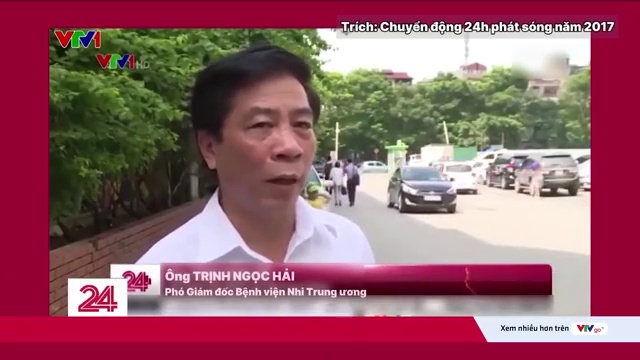 Trích: Chuyển động 24h phát sóng năm 2017
VTV1
VTV1 HD
24
Ông TRỊNH NGỌC HẢI
Phó Giám đốc Bệnh viện Nhi Trung ương
24
Xem nhiều hơn trên
VTVgo